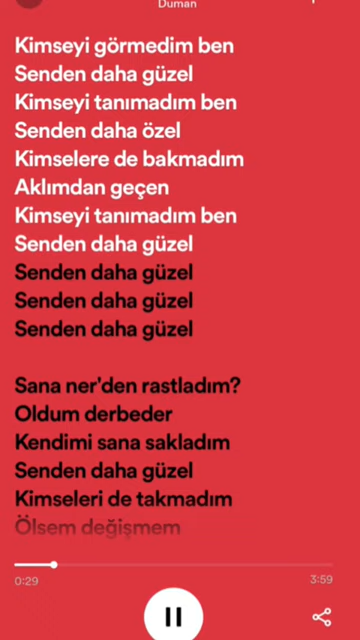 Duman
Kimseyi görmedim ben
Senden daha güzel
Kimseyi tanımadım ben
Senden daha özel
Kimselere de bakmadım
Aklımdan geçen
Kimseyi tanımadım ben
Senden daha güzel
Senden daha güzel
Senden daha güzel
Senden daha güzel
Sana ner'den rastladım?
Oldum derbeder
Kendimi sana sakladım
Senden daha güzel
Kimseleri de takmadım
Ölsem değişmem
0:29
3:59